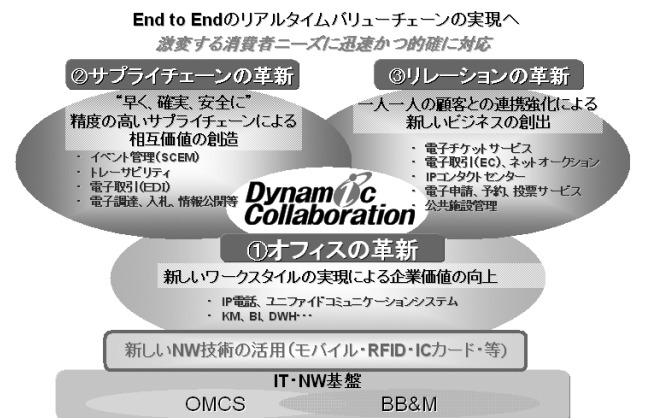 End to Endのリアルタイムバリューチェーンの実現へ
激変する消費者ニーズに迅速かつ的確に対応
②サプライチェーンの革新
“早く、確実、安全に”
精度の高いサプライチェーンによる
相互価値の創造
・ イベント管理(SCEM)
・ トレーサビリティ
・ 電子取引(EDI)
・ 電子調達、入札、情報公開等
③リレーションの革新
一人一人の顧客との連携強化による
新しいビジネスの創出
・ 電子チケットサービス
・ 電子取引(EC)、ネットオークション
・ IPコンタクトセンター
・ 電子申請、予約、投票サービス
・ 公共施設管理
Dynamic
Collaboration
①オフィスの革新
新しいワークスタイルの実現による企業価値の向上
・ IP電話、ユニファイドコミュニケーションシステム
・ KM、BI、DWH･･･
新しいNW技術の活用(モバイル・RFID・ICカード・等)
IT・NW基盤
OMCS
BB&M